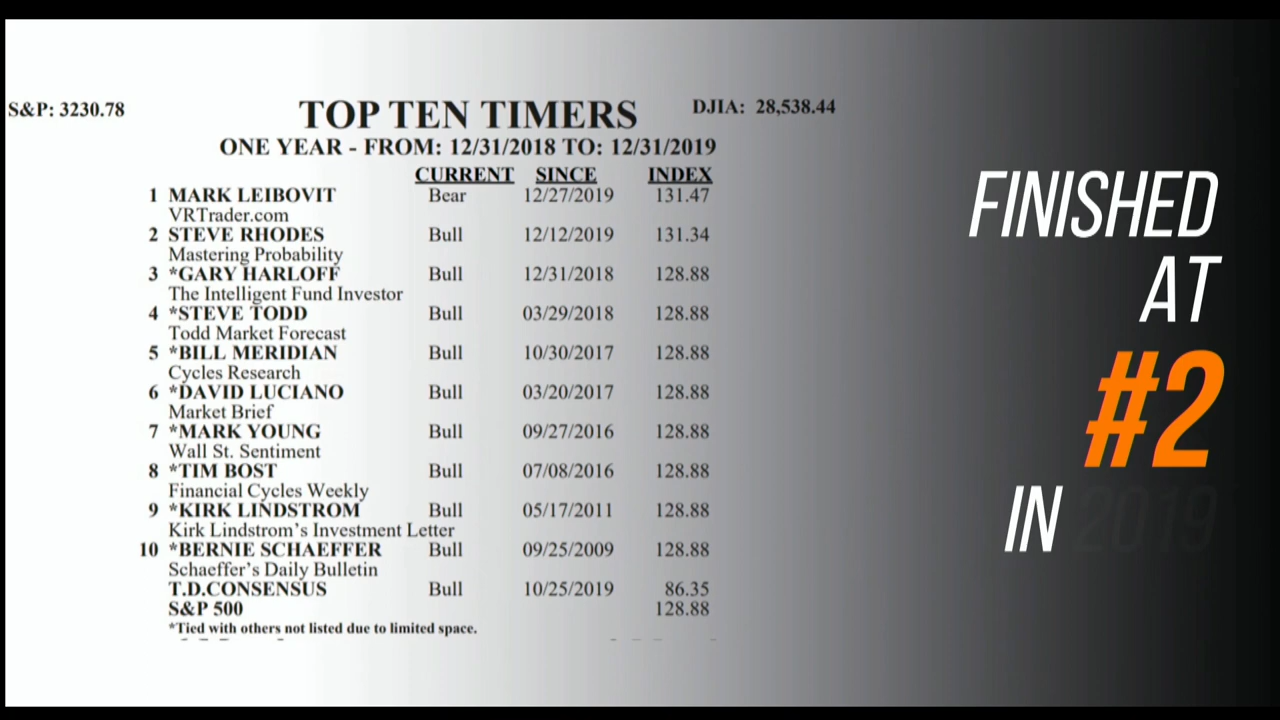 S&P: 3230.78
TOP TEN TIMERS
DJIA: 28,538.44
ONE YEAR - FROM: 12/31/2018 TO: 12/31/2019
CURRENT SINCE INDEX
1 MARK LEIBOVIT Bear 12/27/2019 131.47
VRTrader.com
2 STEVE RHODES Bull 12/12/2019 131.34
Mastering Probability
3 *GARY HARLOFF Bull 12/31/2018 128.88
The Intelligent Fund Investor
4 *STEVE TODD Bull 03/29/2018 128.88
Todd Market Forecast
5 *BILL MERIDIAN Bull 10/30/2017 128.88
Cycles Research
6 *DAVID LUCIANO Bull 03/20/2017 128.88
Market Brief
7 *MARK YOUNG Bull 09/27/2016 128.88
Wall St. Sentiment
8 *TIM BOST Bull 07/08/2016 128.88
Financial Cycles Weekly
9 *KIRK LINDSTROM Bull 05/17/2011 128.88
Kirk Lindstrom's Investment Letter
10 *BERNIE SCHAEFFER Bull 09/25/2009 128.88
Schaeffer's Daily Bulletin
T.D.CONSENSUS Bull 10/25/2019 86.35
S&P 500 128.88
*Tied with others not listed due to limited space.
FINISHED
AT
#2
IN 2019